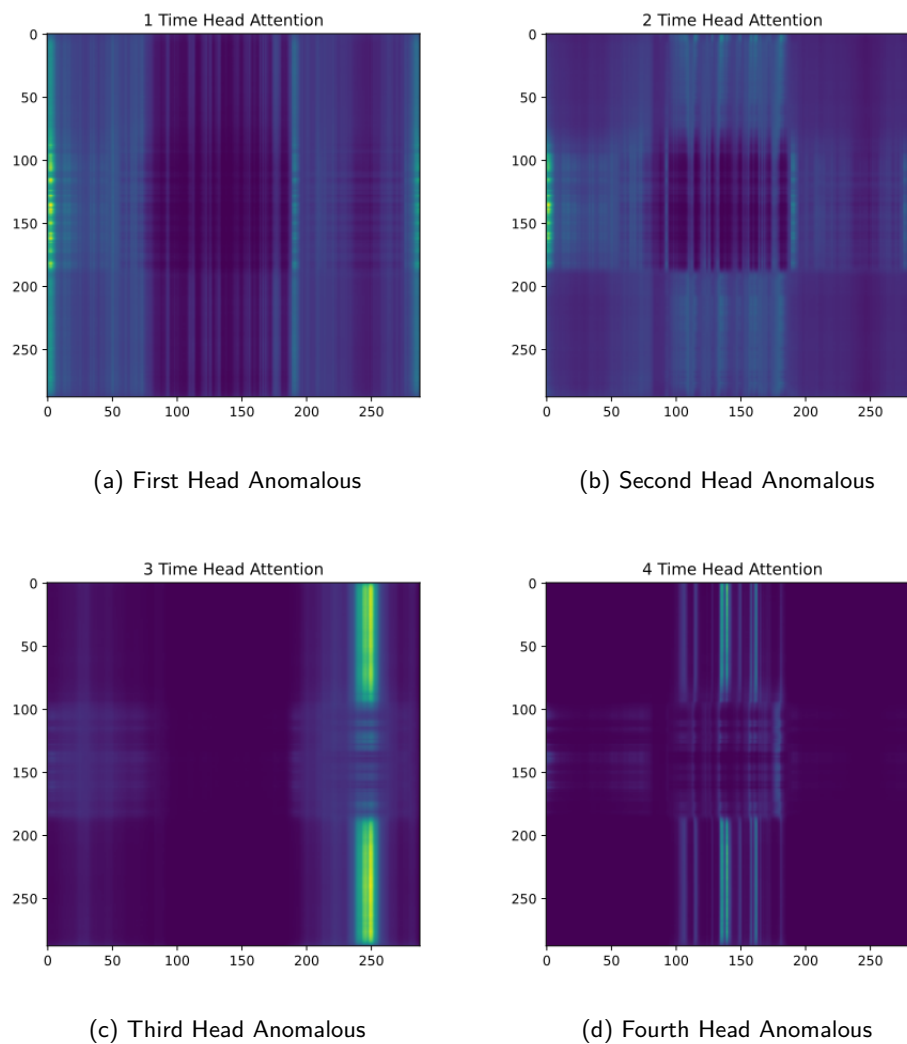 1 Time Head Attention
0
50
100
150
200
250
0 50 100 150 200 250
(a) First Head Anomalous
2 Time Head Attention
0
50
100
150
200
250
0 50 100 150 200 250
(b) Second Head Anomalous
3 Time Head Attention
0
50
100
150
200
250
0 50 100 150 200 250
(c) Third Head Anomalous
4 Time Head Attention
0
50
100
150
200
250
0 50 100 150 200 250
(d) Fourth Head Anomalous